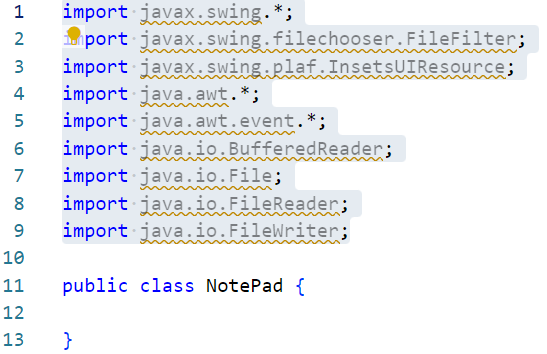 1 import javax.swing.*;
2 import javax.swing.filechooser.FileFilter;
3 import javax.swing.plaf.InsetsUIResource;
4 import java.awt.*;
5 import java.awt.event.*;
6 import java.io.BufferedReader;
7 import java.io.File;
8 import java.io.FileReader;
9 import java.io.FileWriter;
10
11 public class NotePad {
12
13 }